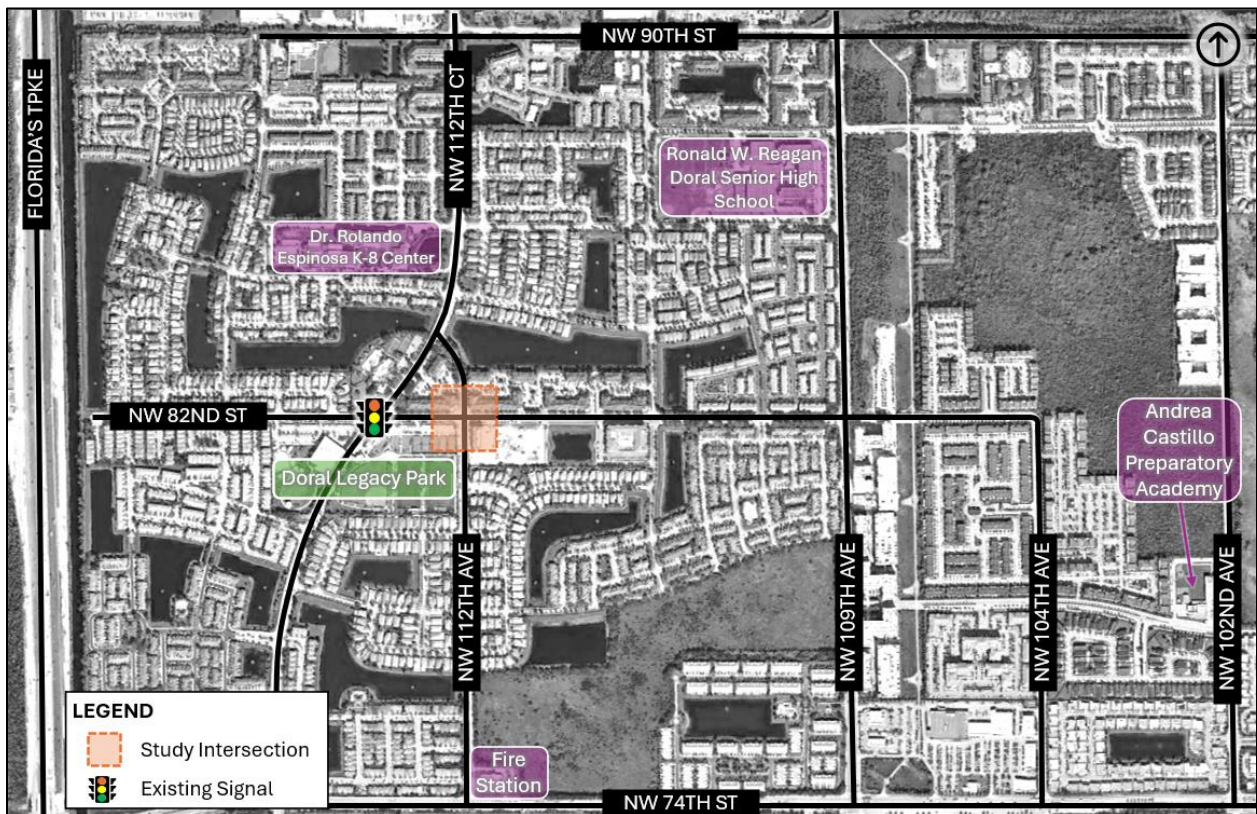 NW 90TH ST
FLORIDA'S TPKE
NW 112TH CT
Ronald W. Reagan
Doral Senior High
School
Dr. Rolando
Espinosa K-8 Center
NW 82ND ST
Doral Legacy Park
Andrea
Castillo
Preparatory
Academy
NW 112TH AVE
NW 109TH AVE
NW 104TH AVE
NW 102ND AVE
LEGEND
Study Intersection
Existing Signal
Fire
Station
NW 74TH ST